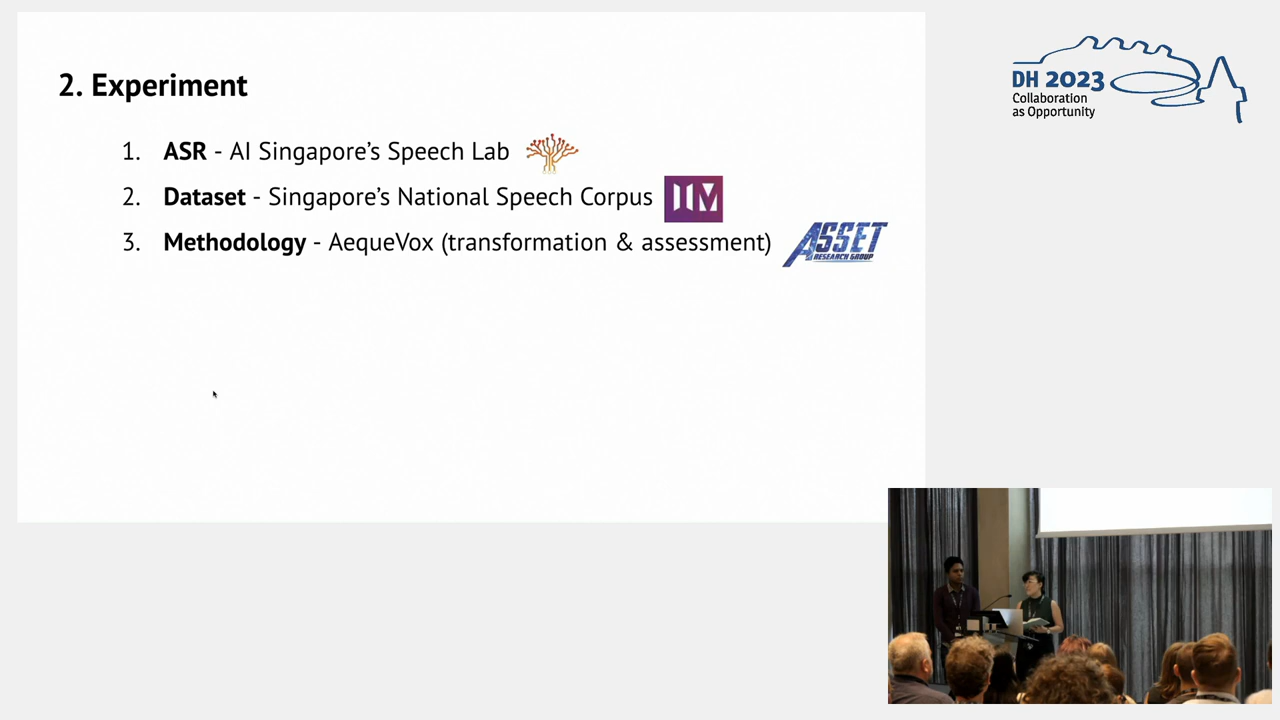 2. Experiment
1. ASR - AI Singapore's Speech Lab
2. Dataset - Singapore's National Speech Corpus
3. Methodology - AequeVox (transformation & assessment)
ASSET
RESEARCH GROUP
DH 2023
Collaboration
as Opportunity